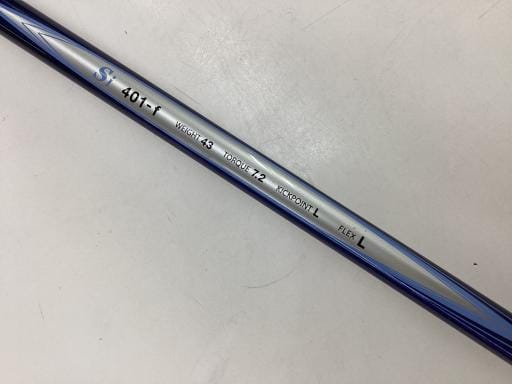 Si 401-f WEIGHT 43 TORQUE 7.2 KICKPOINT L FLEX L